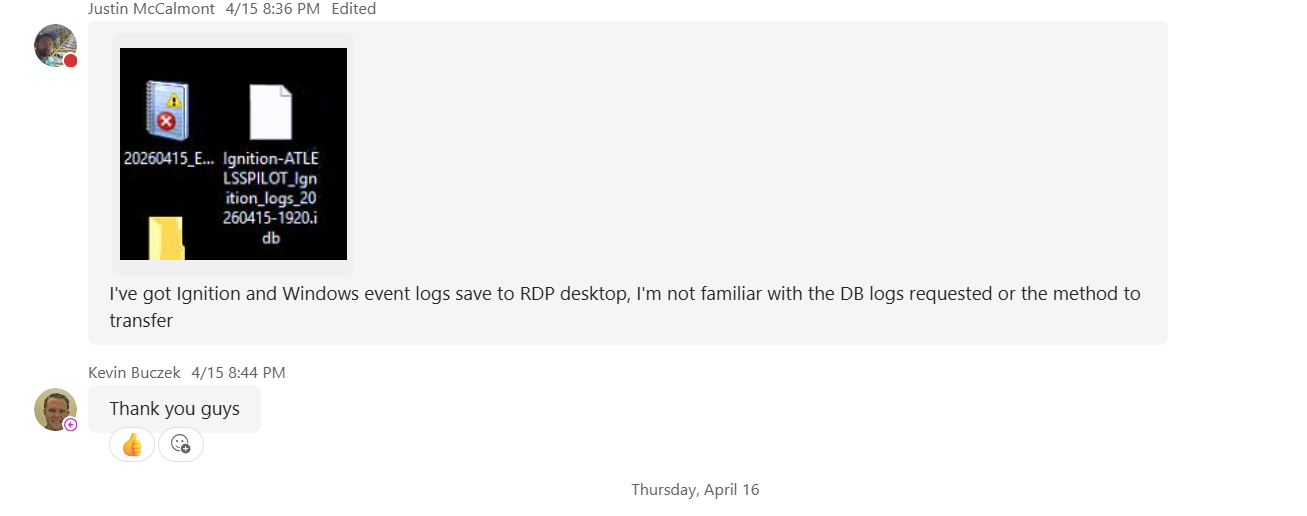 Justin McCalmont 4/15 8:36 PM Edited
20260415_E...
Ignition-ATLE
LSSPILOT_Ign
ition_logs_20
260415-1920.i
db
I've got Ignition and Windows event logs save to RDP desktop, I'm not familiar with the DB logs requested or the method to
transfer
Kevin Buczek 4/15 8:44 PM
Thank you guys
Thursday, April 16